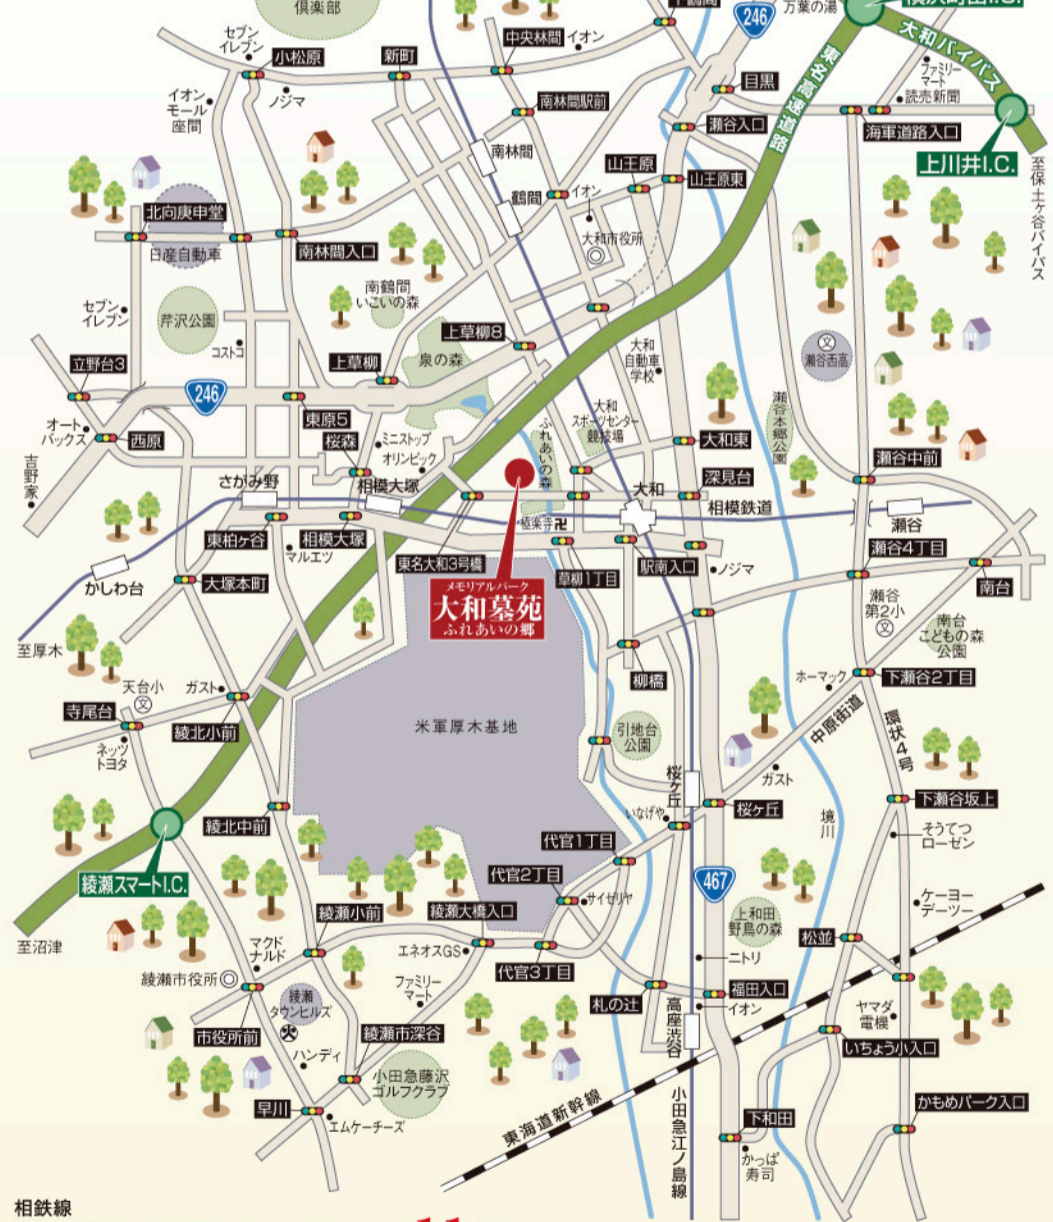 倶楽部
246
万葉の湯
大和バイパス
セブン
イレブン
小松原
新町
中央林間
イオン
東名高速道路
ファミリー
マート
読売新聞
目黒
イオン
モール
座間
ノジマ
南林間駅前
瀬谷入口
海軍道路入口
上川井I.C.
南林間
山王原
山王原東
至保土ヶ谷バイパス
鶴間
イオン
北向庚申堂
日産自動車
南林間入口
大和市役所
南鶴間
いこいの森
セブン
イレブン
芹沢公園
コストコ
上草柳8
上草柳
泉の森
大和
自動車
学校
文
瀬谷西高
立野台3
246
東原5
オート
バックス
西原
桜森
ミニストップ
オリンピック
ふれあいの森
大和
スポーツセンター
競技場
大和東
瀬谷本郷公園
瀬谷中前
吉野家
さがみ野
相模大塚
大和
深見台
相模鉄道
瀬谷
極楽寺卍
東柏ヶ谷
相模大塚
マルエツ
東名大和3号橋
草柳1丁目
駅南入口
ノジマ
瀬谷4丁目
南台
かしわ台
大塚本町
メモリアルパーク
大和墓苑
ふれあいの郷
瀬谷
第2小
文
南台
こどもの森
公園
至厚木
天台小
文
ガスト
柳橋
ホーマック
下瀬谷2丁目
寺尾台
綾北小前
ネッツ
トヨタ
米軍厚木基地
引地台
公園
中原街道
環状4号
桜ヶ丘
ガスト
いなげや
桜ヶ丘
境川
下瀬谷坂上
綾北中前
代官1丁目
そうてつ
ローゼン
綾瀬スマートI.C.
代官2丁目
サイゼリヤ
467
ケーヨー
デーツー
綾瀬小前
綾瀬大橋入口
上和田
野鳥の森
松並
至沼津
マクド
ナルド
エネオスGS
代官3丁目
ニトリ
綾瀬市役所
ファミリー
マート
札の辻
福田入口
イオン
綾瀬
タウンヒルズ
高座渋谷
ヤマダ
電機
市役所前
綾瀬市深谷
いちょう小入口
ハンディ
小田急藤沢
ゴルフクラブ
早川
エムケーチーズ
東海道新幹線
小田急江ノ島線
下和田
かもめパーク入口
かっぱ
寿司
相鉄線